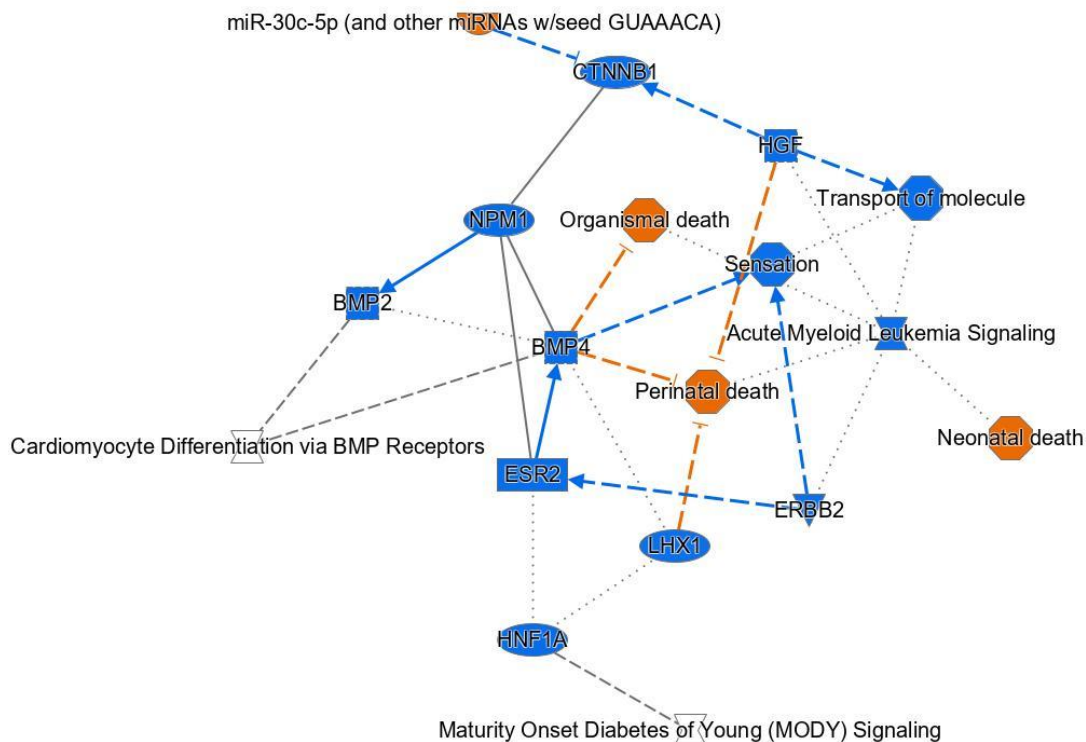 miR-30c-5p (and other miRNAs w/seed GUAAACA)
CTNNB1
HGF
Transport of molecule
NPM1
Organismal death
Sensation
BMP2
Acute Myeloid Leukemia Signaling
BMP4
Perinatal death
Neonatal death
Cardiomyocyte Differentiation via BMP Receptors
ESR2
ERBB2
LHX1
HNF1A
Maturity Onset Diabetes of Young (MODY) Signaling